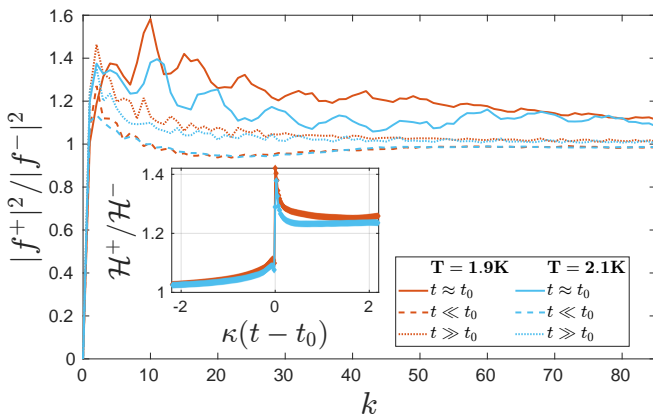 1.6
1.4
1.2
1
0.8
0.6
0.4
0.2
0
|f⁺|²/|f⁻|²
0 10 20 30 40 50 60 70 80
k
1.4
1.2
1
ℋ⁺/ℋ⁻
-2 0 2
κ(t − t₀)
T = 1.9K T = 2.1K
t ≈ t₀ t ≈ t₀
t ≪ t₀ t ≪ t₀
t ≫ t₀ t ≫ t₀